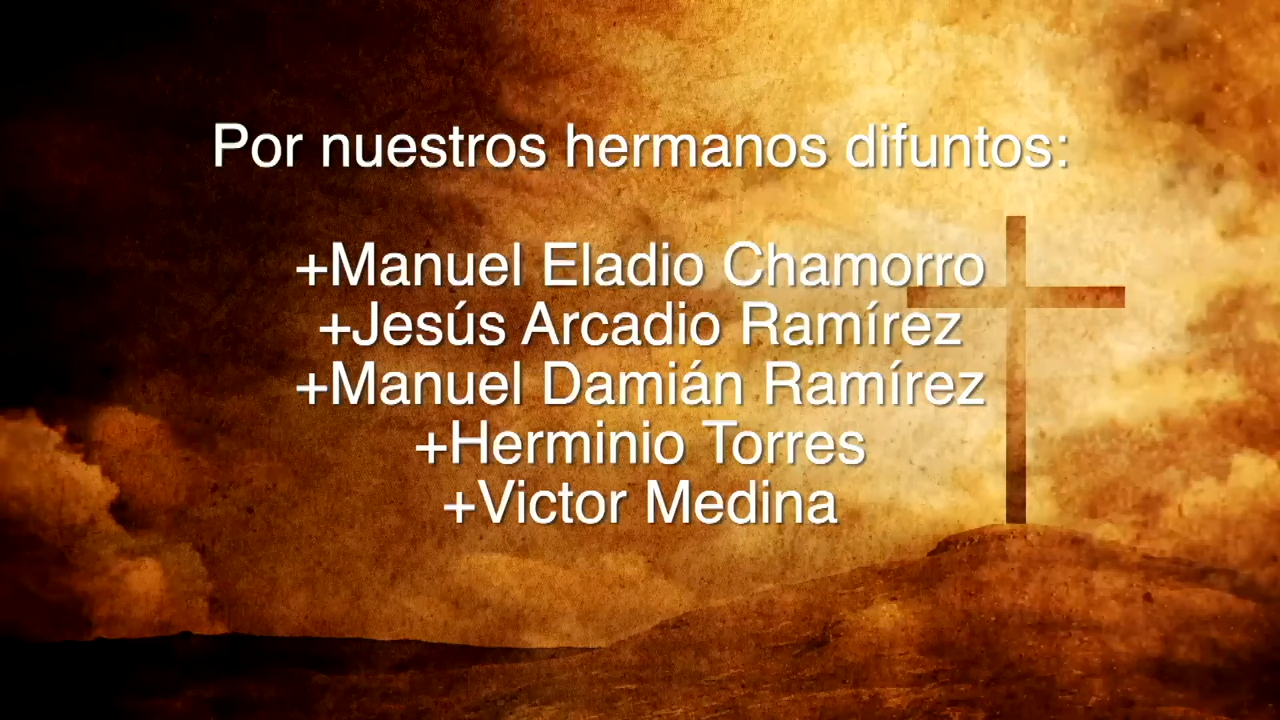 Por nuestros hermanos difuntos:
+Manuel Eladio Chamorro
+Jesús Arcadio Ramírez
+Manuel Damián Ramírez
+Herminio Torres
+Victor Medina